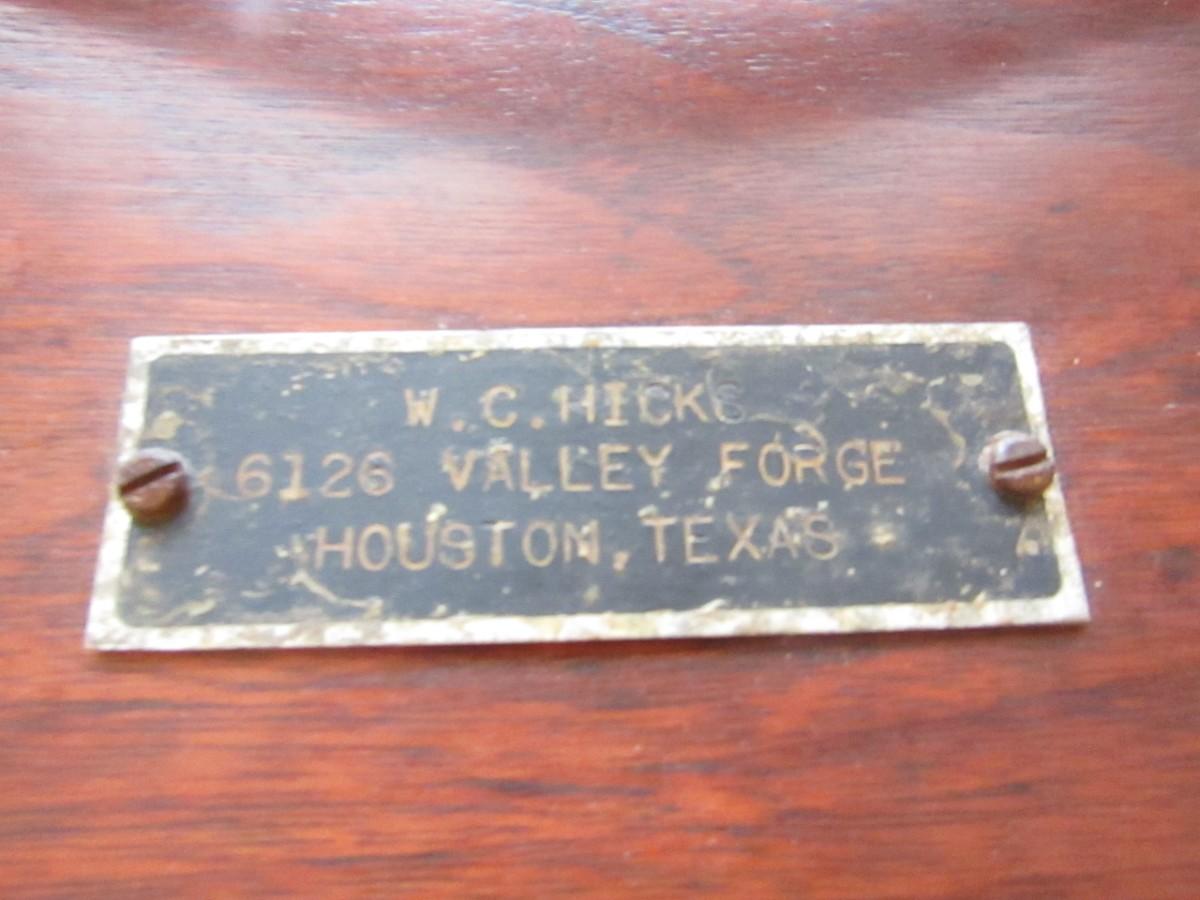 W.C.HICKS
6126 VALLEY FORGE
HOUSTON, TEXAS